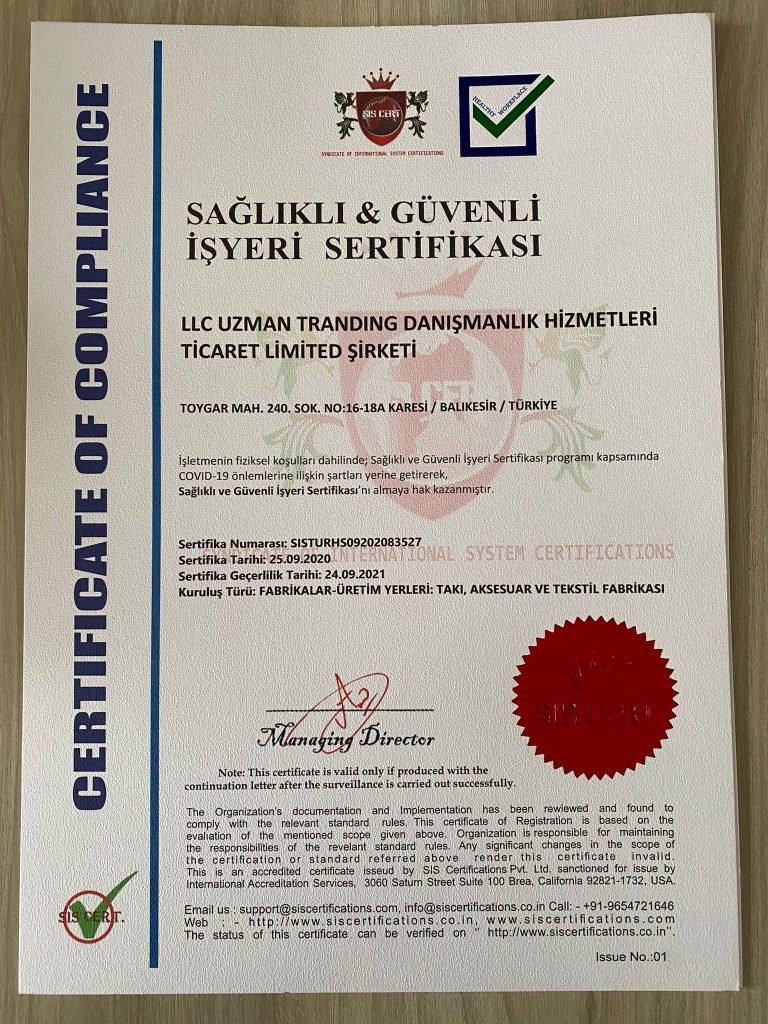 CERTIFICATE OF COMPLIANCE
SIS CERT
SYNDICATE OF INTERNATIONAL SYSTEM CERTIFICATIONS
HEALTHY WORKPLACE
SAĞLIKLI & GÜVENLİ
İŞYERİ SERTİFİKASI
LLC UZMAN TRANDING DANIŞMANLIK HİZMETLERİ
TİCARET LİMİTED ŞİRKETİ
SIS CERT
TOYGAR MAH. 240. SOK. NO:16-18A KARESİ / BALIKESİR / TÜRKİYE
İşletmenin fiziksel koşulları dahilinde; Sağlıklı ve Güvenli İşyeri Sertifikası programı kapsamında
COVID-19 önlemlerine ilişkin şartları yerine getirerek,
Sağlıklı ve Güvenli İşyeri Sertifikası'nı almaya hak kazanmıştır.
Sertifika Numarası: SISTURHS09202083527
SYNDICATE OF INTERNATIONAL SYSTEM CERTIFICATIONS
Sertifika Tarihi: 25.09.2020
Sertifika Geçerlilik Tarihi: 24.09.2021
Kuruluş Türü: FABRİKALAR-ÜRETİM YERLERİ: TAKI, AKSESUAR VE TEKSTİL FABRİKASI
SIS CERT
Managing Director
Note: This certificate is valid only if produced with the
continuation letter after the surveillance is carried out successfully.
The Organization's documentation and Implementation has been rewiewed and found to
comply with the relevant standard rules. This certificate of Registration is based on the
evaliation of the mentioned scope given above. Organization is responsible for maintaining
the responsibilities of the revelant standard rules. Any significant changes in the scope of
the certification or standard referred above render this certificate invalid.
This is an accredited certificate isseud by SIS Certifications Pvt. Ltd. sanctioned for issue by
International Accreditation Services, 3060 Saturn Street Suite 100 Brea, California 92821-1732, USA.
SIS CERT.
Email us : support@siscertifications.com, info@siscertifications.co.in Call: - +91-9654721646
Web : - http://www.siscertifications.co.in, www.siscertifications.com
The status of this certificate can be verified on " http://www.siscertifications.co.in".
Issue No.:01